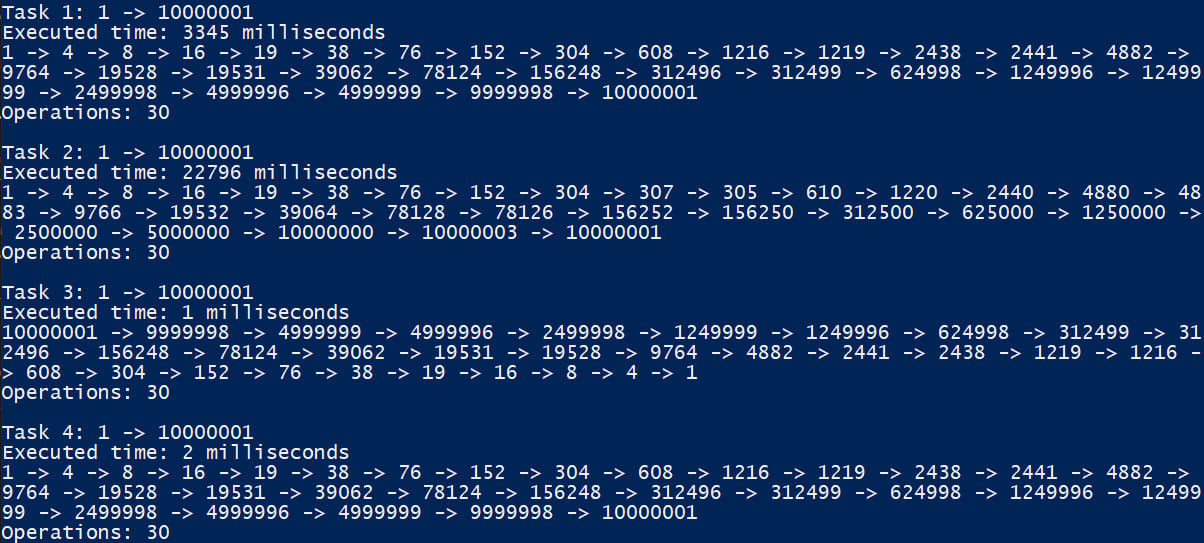 Task 1: 1 -> 10000001
Executed time: 3345 milliseconds
1 -> 4 -> 8 -> 16 -> 19 -> 38 -> 76 -> 152 -> 304 -> 608 -> 1216 -> 1219 -> 2438 -> 2441 -> 4882 ->
9764 -> 19528 -> 19531 -> 39062 -> 78124 -> 156248 -> 312496 -> 312499 -> 624998 -> 1249996 -> 12499
99 -> 2499998 -> 4999996 -> 4999999 -> 9999998 -> 10000001
Operations: 30
Task 2: 1 -> 10000001
Executed time: 22796 milliseconds
1 -> 4 -> 8 -> 16 -> 19 -> 38 -> 76 -> 152 -> 304 -> 307 -> 305 -> 610 -> 1220 -> 2440 -> 4880 -> 48
83 -> 9766 -> 19532 -> 39064 -> 78128 -> 78126 -> 156252 -> 156250 -> 312500 -> 625000 -> 1250000 ->
2500000 -> 5000000 -> 10000000 -> 10000003 -> 10000001
Operations: 30
Task 3: 1 -> 10000001
Executed time: 1 milliseconds
10000001 -> 9999998 -> 4999999 -> 4999996 -> 2499998 -> 1249999 -> 1249996 -> 624998 -> 312499 -> 31
2496 -> 156248 -> 78124 -> 39062 -> 19531 -> 19528 -> 9764 -> 4882 -> 2441 -> 2438 -> 1219 -> 1216 -
> 608 -> 304 -> 152 -> 76 -> 38 -> 19 -> 16 -> 8 -> 4 -> 1
Operations: 30
Task 4: 1 -> 10000001
Executed time: 2 milliseconds
1 -> 4 -> 8 -> 16 -> 19 -> 38 -> 76 -> 152 -> 304 -> 608 -> 1216 -> 1219 -> 2438 -> 2441 -> 4882 ->
9764 -> 19528 -> 19531 -> 39062 -> 78124 -> 156248 -> 312496 -> 312499 -> 624998 -> 1249996 -> 12499
99 -> 2499998 -> 4999996 -> 4999999 -> 9999998 -> 10000001
Operations: 30